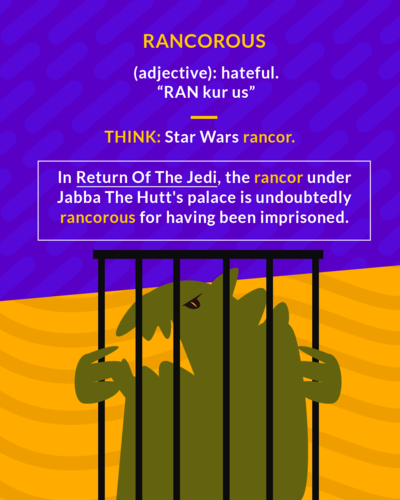 RANCOROUS
(adjective): hateful.
“RAN kur us”
THINK: Star Wars rancor.
In Return Of The Jedi, the rancor under
Jabba The Hutt's palace is undoubtedly
rancorous for having been imprisoned.